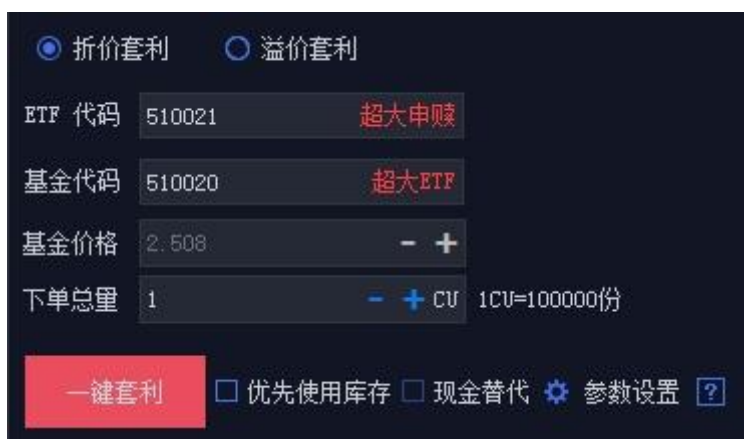 折价套利 溢价套利
ETF 代码 510021 超大申赎
基金代码 510020 超大ETF
基金价格 2.508 - +
下单总量 1 - + CU 1CU=100000份
一键套利 优先使用库存 现金替代 参数设置 ?